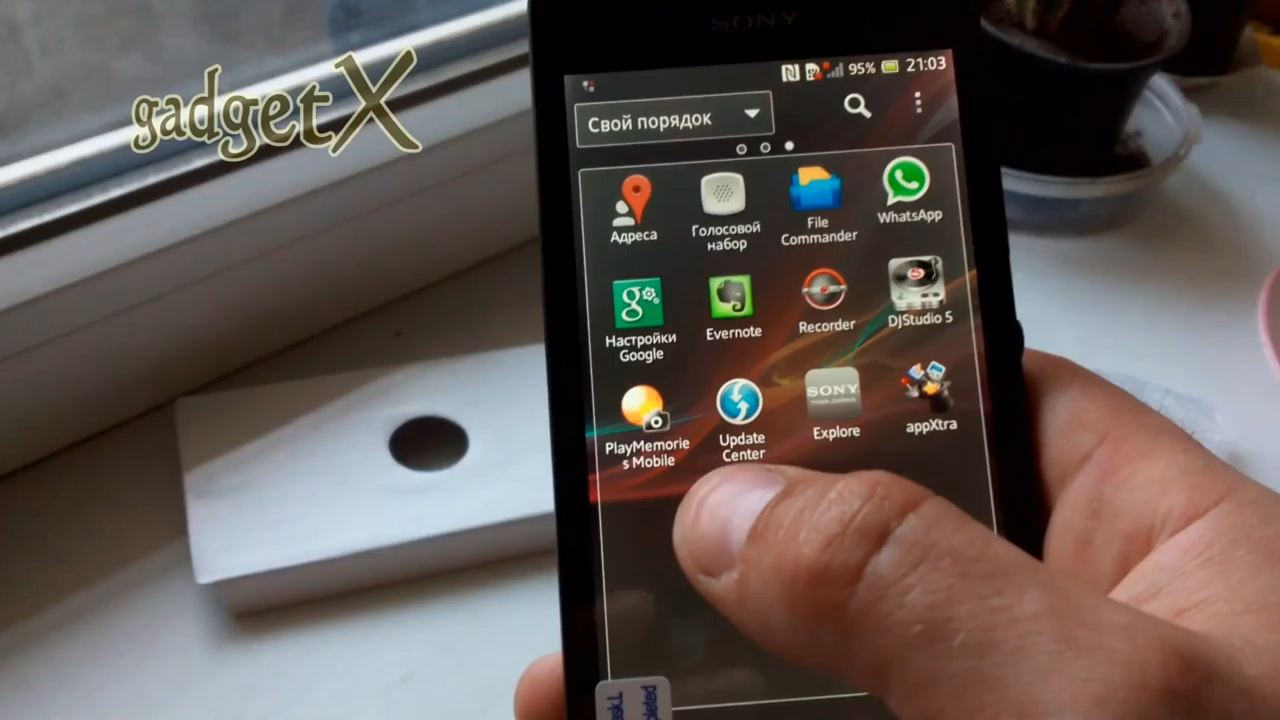 gadgetX
SONY
95% 21:03
Свой порядок
Адреса
Голосовой
набор
File
Commander
WhatsApp
Настройки
Google
Evernote
Recorder
DJStudio 5
PlayMemorie
s Mobile
Update
Center
SONY
Explore
appXtra